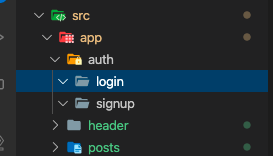 src
app
auth
login
signup
header
posts